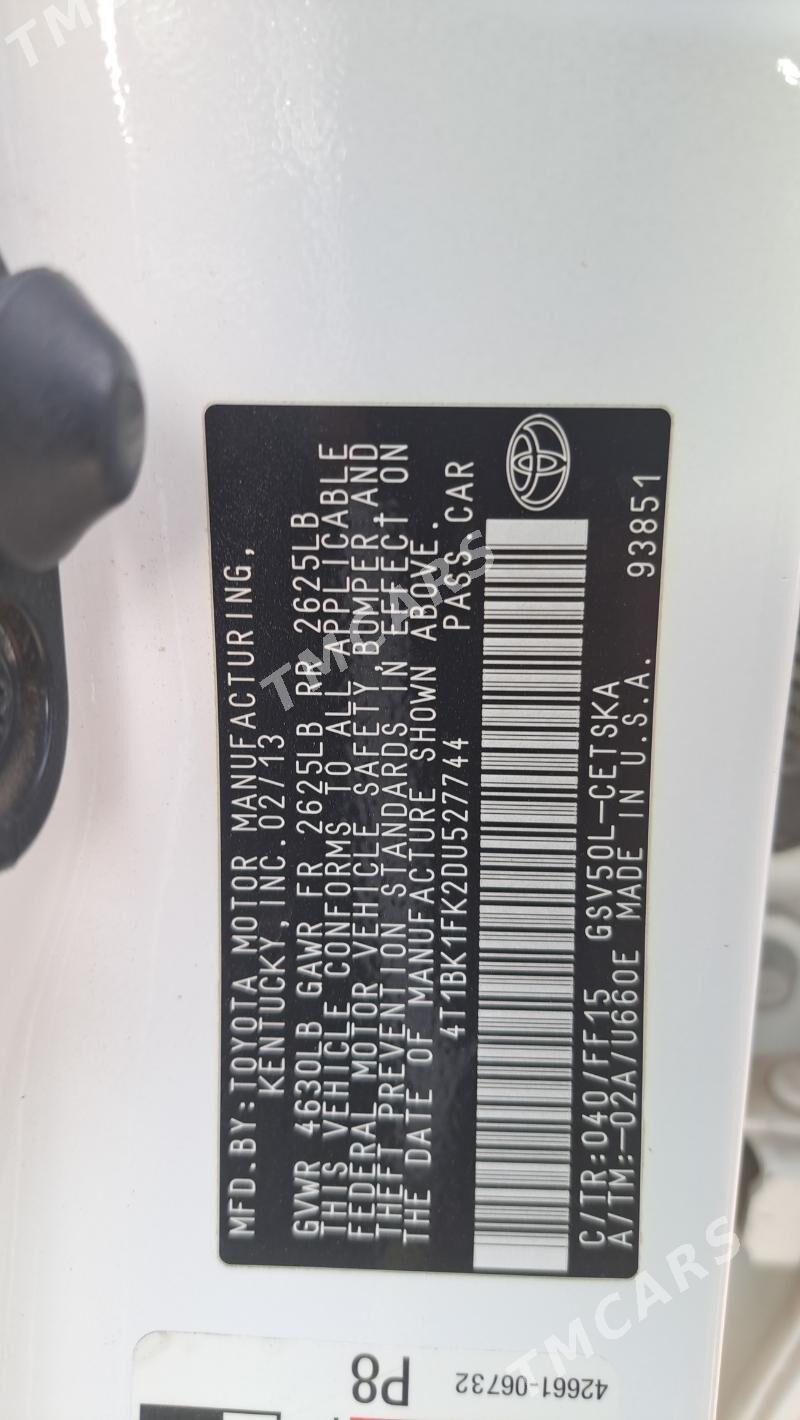 MFD.BY:TOYOTA MOTOR MANUFACTURING,
KENTUCKY, INC.02/13
GVWR 4630LB GAWR FR 2625LB RR 2625LB
THIS VEHICLE CONFORMS TO ALL APPLICABLE
FEDERAL MOTOR VEHICLE SAFETY,BUMPER,AND
THEFT PREVENTION STANDARDS IN EFFECT ON
THE DATE OF MANUFACTURE SHOWN ABOVE.
4T1BK1FK2DU527744 PASS.CAR
C/TR:040/FF15 GSV50L-CETSKA
A/TM:-02A/U660E MADE IN U.S.A. 93851
P8
42661-06732
TMCARS
TMCARS